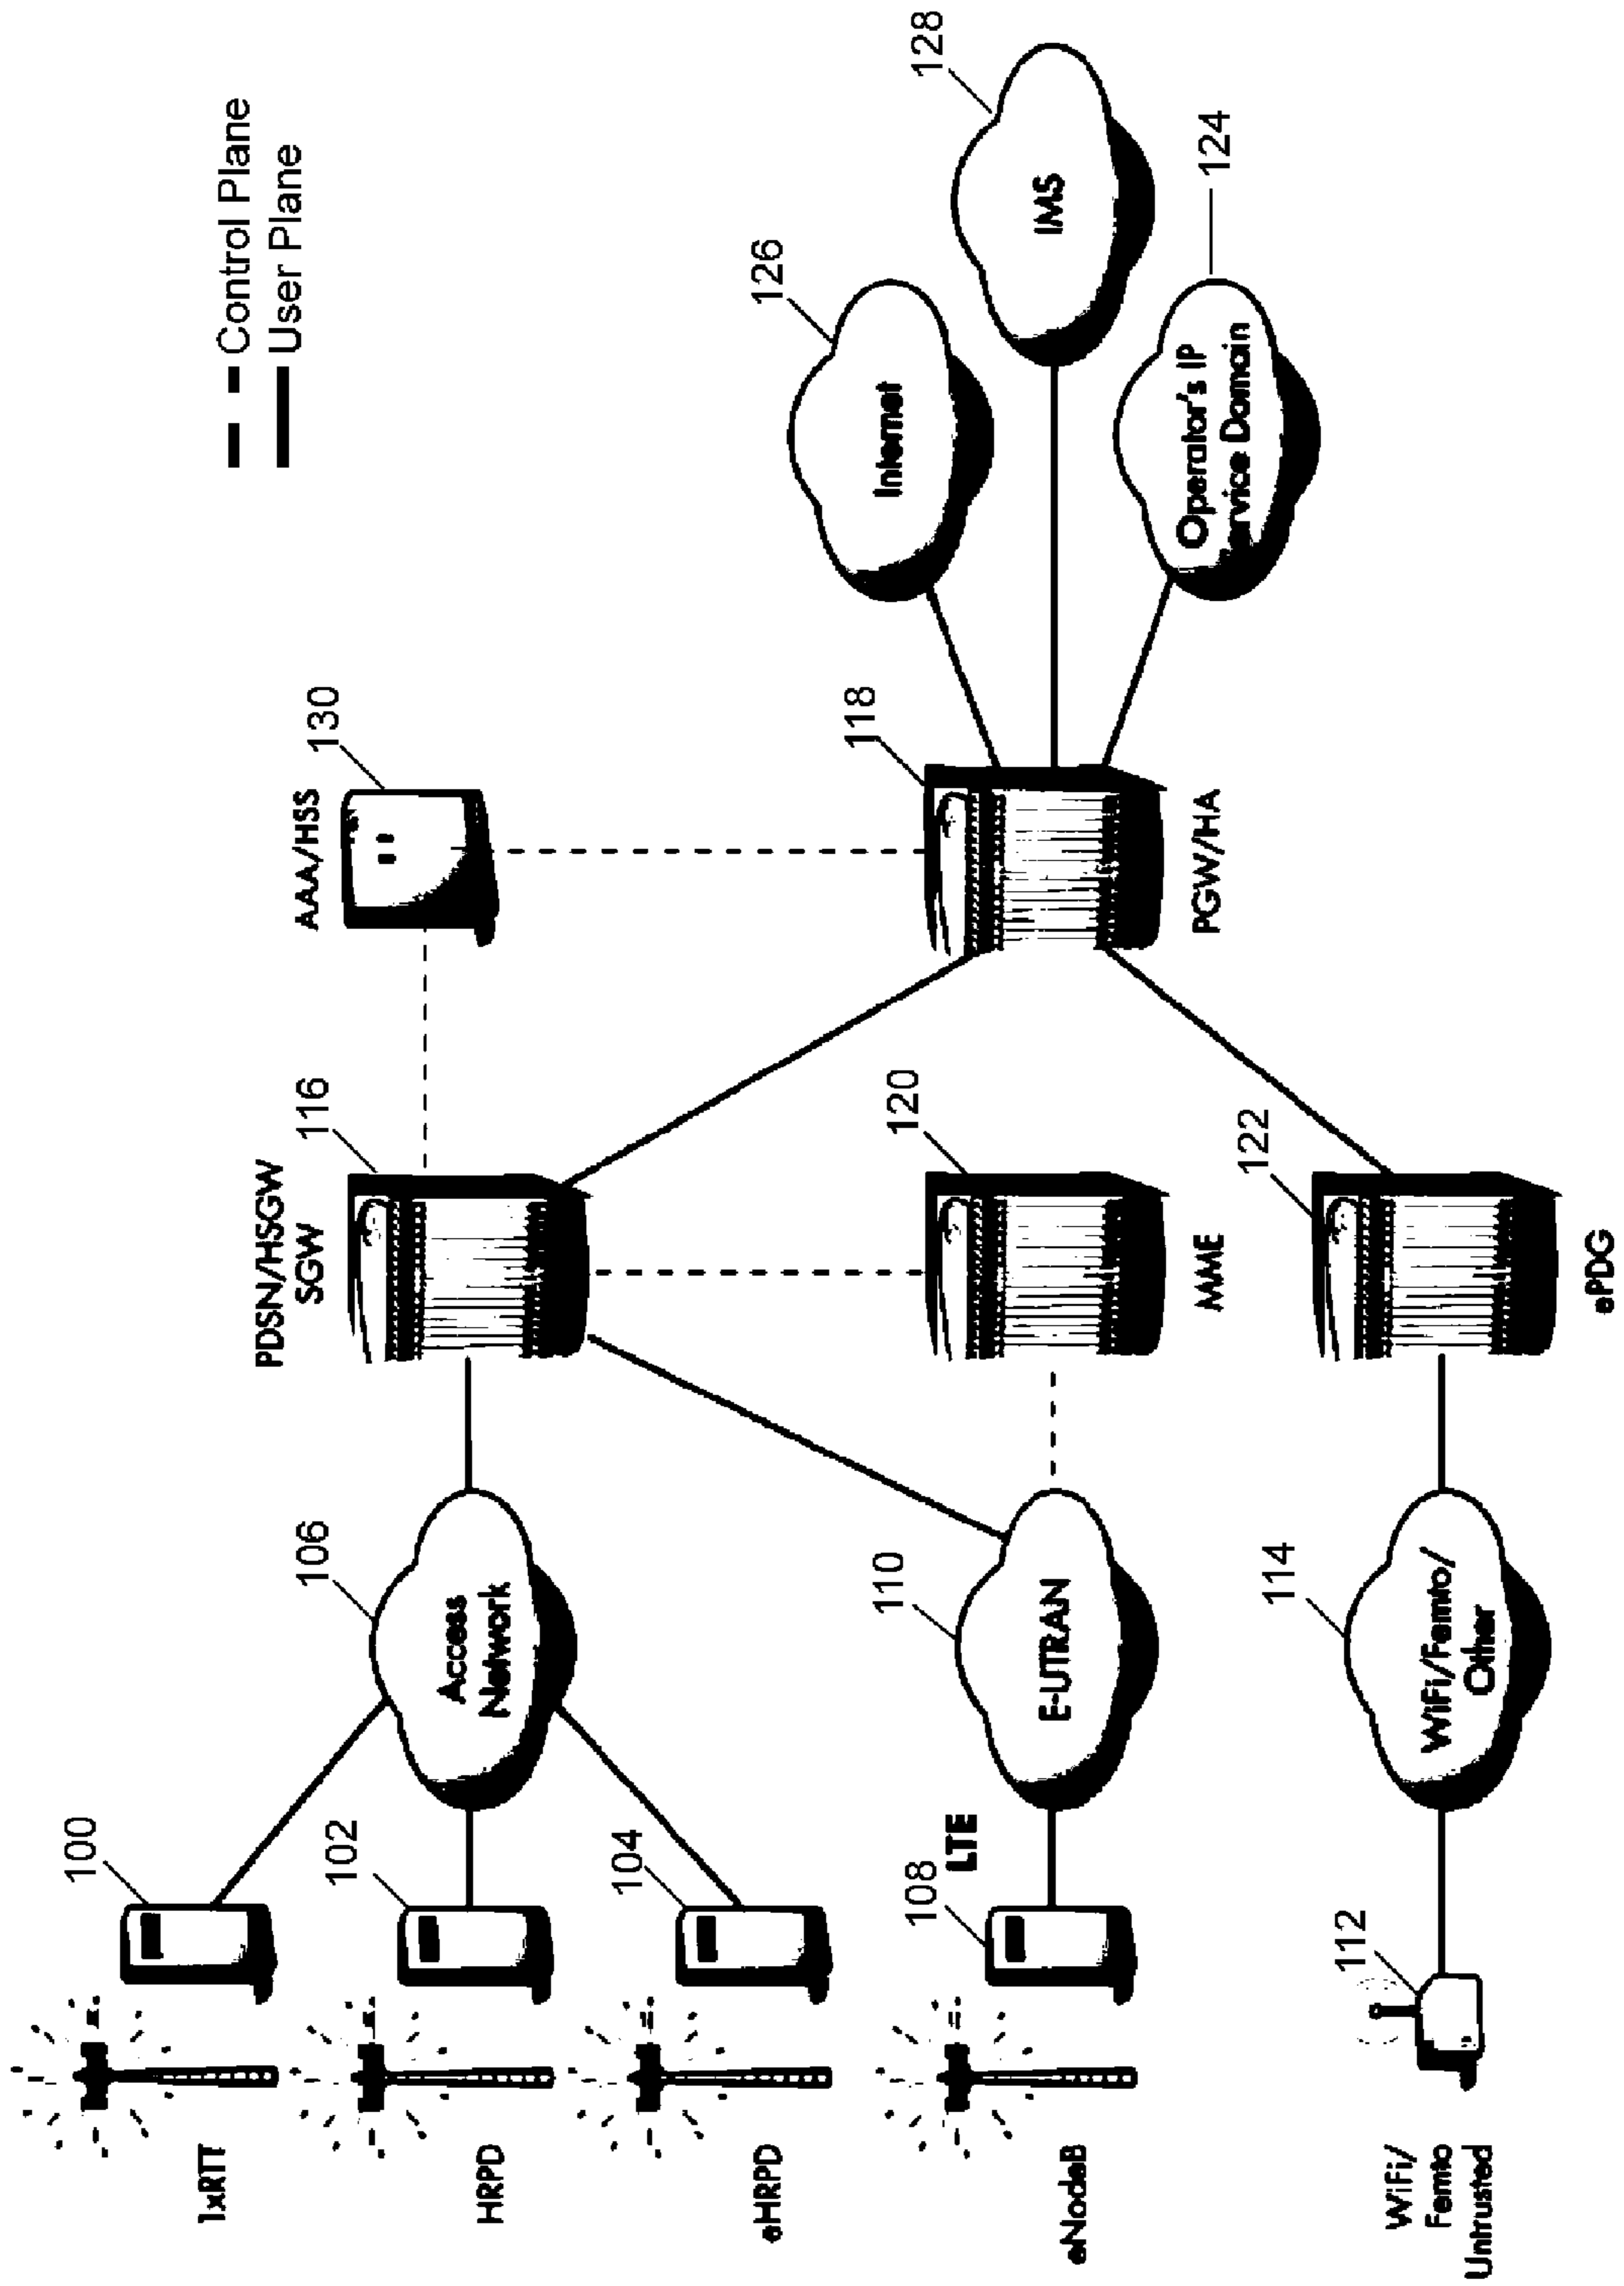 Control Plane
User Plane
1xRTT
100
HRPD
102
eHRPD
104
106
Access
Network
PDSN/HSGW
SGW
116
AAA/HSS
130
eNodeB
108
LTE
110
E-UTRAN
120
MME
118
PGW/HA
126
Internet
128
IMS
124
Operator's IP
Domain
WiFi/
Femto
Untrusted
112
114
WiFi/Femto/
Other
122
ePDG